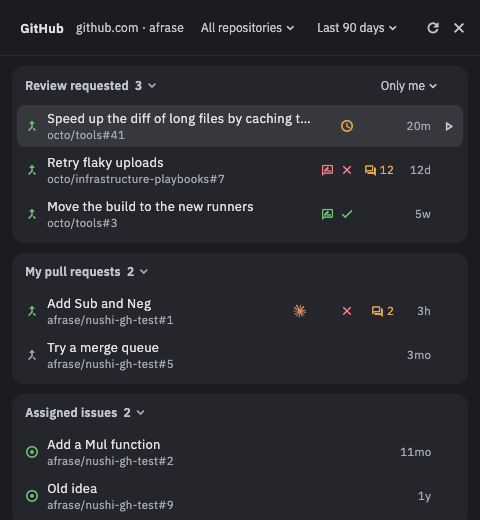 GitHub github.com · afrase All repositories Last 90 days
Review requested 3 Only me
Speed up the diff of long files by caching t... 20m
octo/tools#41
Retry flaky uploads 12 12d
octo/infrastructure-playbooks#7
Move the build to the new runners 5w
octo/tools#3
My pull requests 2
Add Sub and Neg 2 3h
afrase/nushi-gh-test#1
Try a merge queue 3mo
afrase/nushi-gh-test#5
Assigned issues 2
Add a Mul function 11mo
afrase/nushi-gh-test#2
Old idea 1y
afrase/nushi-gh-test#9